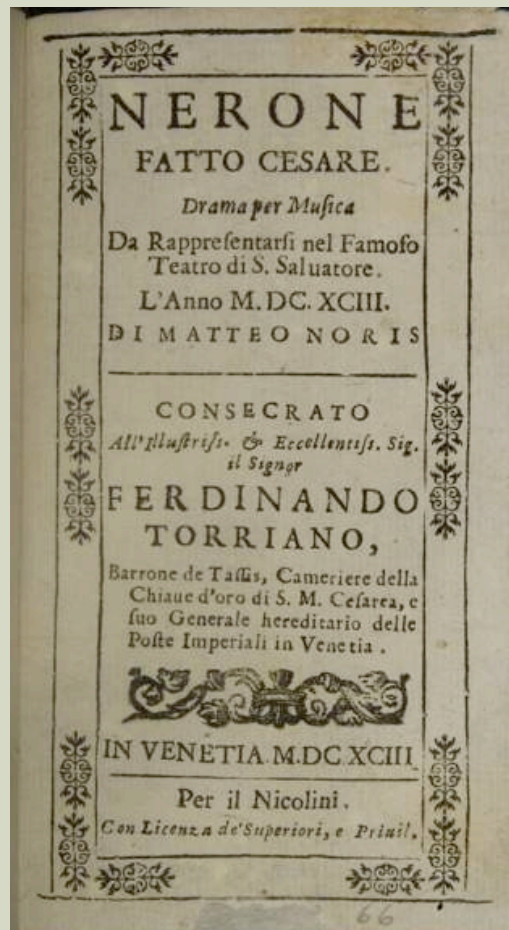 NERONE
FATTO CESARE.
Drama per Muſica
Da Rappreſentarſi nel Famoſo
Teatro di S. Saluatore.
L'Anno M. DC. XCIII.
DI MATTEO NORIS
CONSECRATO
All'Illuſtriſs. & Eccellentiſs. Sig.
il Signor
FERDINANDO
TORRIANO,
Barrone de Taſſis, Cameriere della
Chiaue d'oro di S. M. Ceſarea, e
ſuo Generale hereditario delle
Poſte Imperiali in Venetia.
IN VENETIA. M.DC.XCIII
Per il Nicolini.
Con Licenza de' Superiori, e Priuil.
66